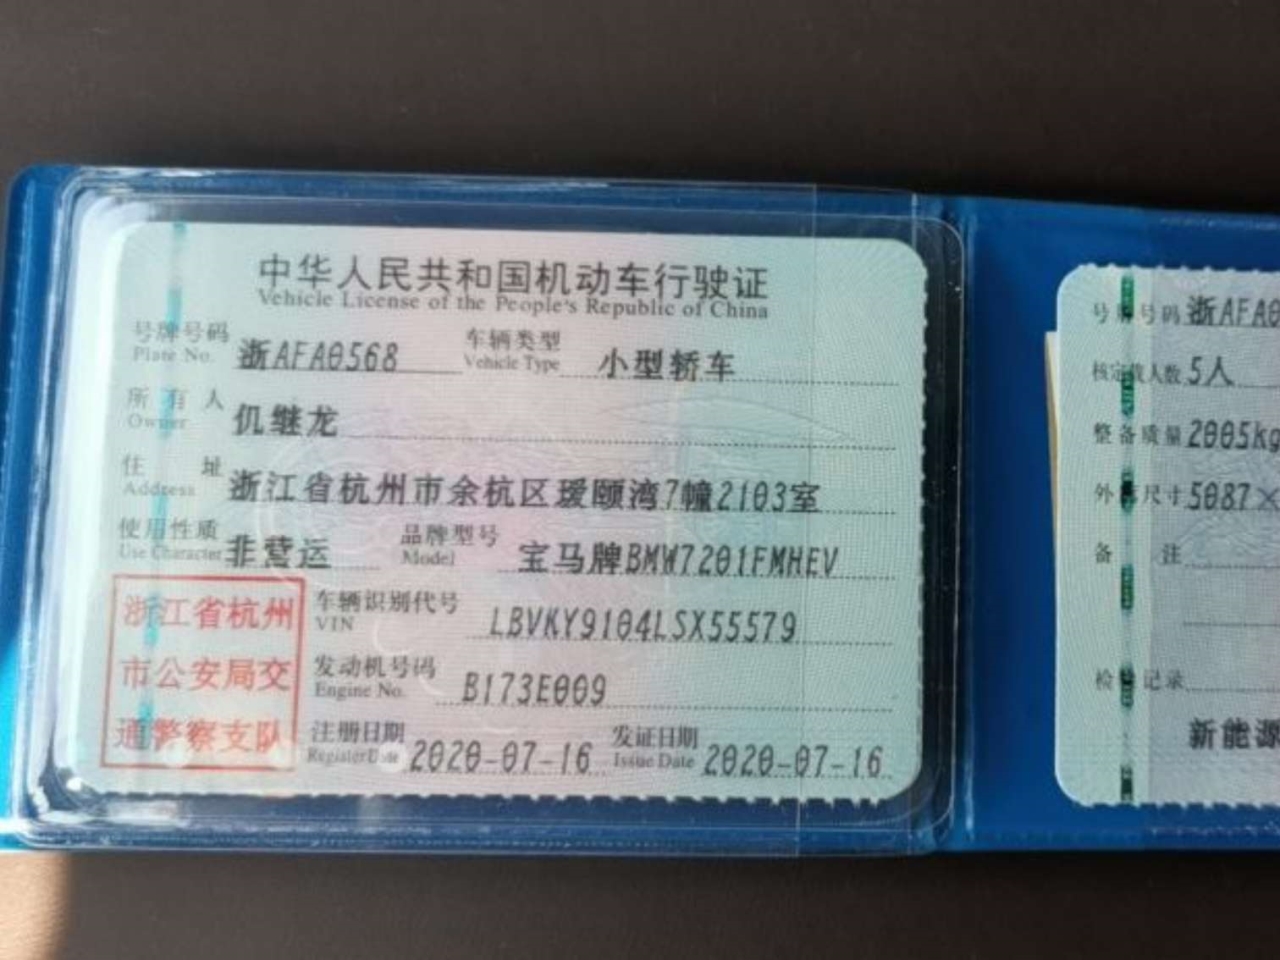 中华人民共和国机动车行驶证
Vehicle License of the People's Republic of China
号牌号码 浙AFA0568 车辆类型 小型轿车
Plate No. Vehicle Type
所有人 仉继龙
Owner
住址 浙江省杭州市余杭区瑷颐湾7幢2103室
Address
使用性质 非营运 品牌型号 宝马牌BMW7201FMHEV
Use Character Model
浙江省杭州
市公安局交
通警察支队
车辆识别代号 LBVKY9104LSX55579
VIN
发动机号码 B173E009
Engine No.
注册日期 2020-07-16 发证日期 2020-07-16
Register Date Issue Date
号牌号码 浙AFA0
核定载人数 5人
整备质量 2005kg
外廓尺寸 5087×
备注
检验记录
新能源